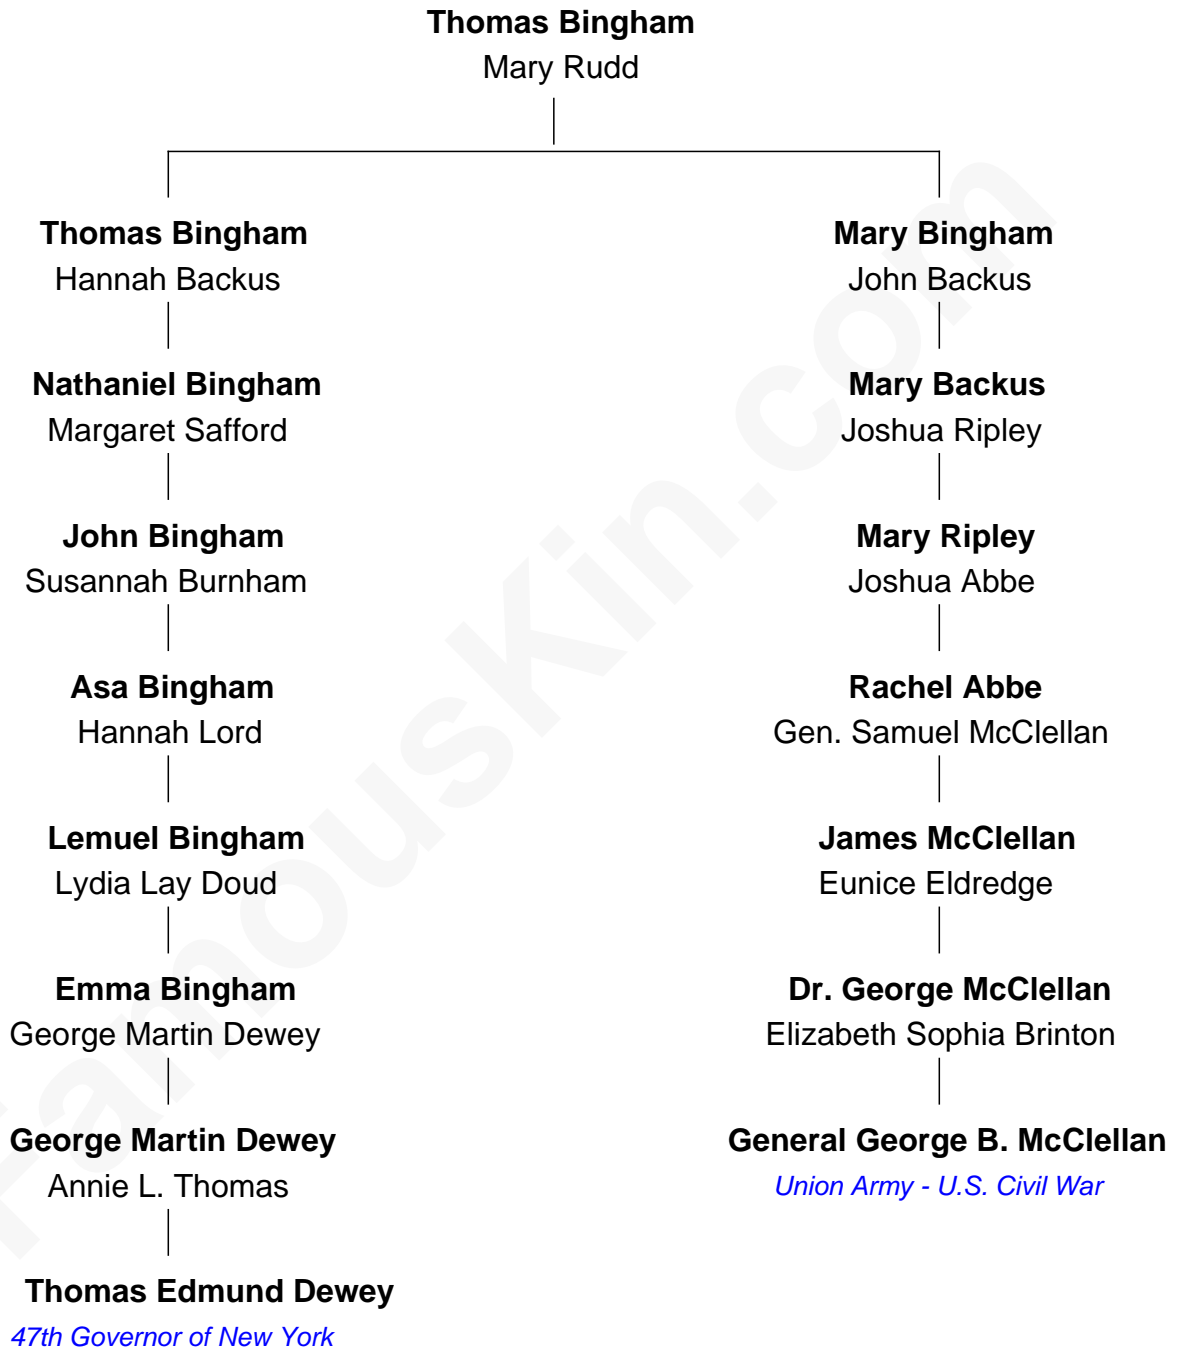 Thomas Bingham
Mary Rudd
Thomas Bingham
Hannah Backus
Mary Bingham
John Backus
Nathaniel Bingham
Margaret Safford
Mary Backus
Joshua Ripley
John Bingham
Susannah Burnham
Mary Ripley
Joshua Abbe
Asa Bingham
Hannah Lord
Rachel Abbe
Gen. Samuel McClellan
Lemuel Bingham
Lydia Lay Doud
James McClellan
Eunice Eldredge
Emma Bingham
George Martin Dewey
Dr. George McClellan
Elizabeth Sophia Brinton
George Martin Dewey
Annie L. Thomas
General George B. McClellan
Union Army - U.S. Civil War
Thomas Edmund Dewey
47th Governor of New York
FamousKin.com